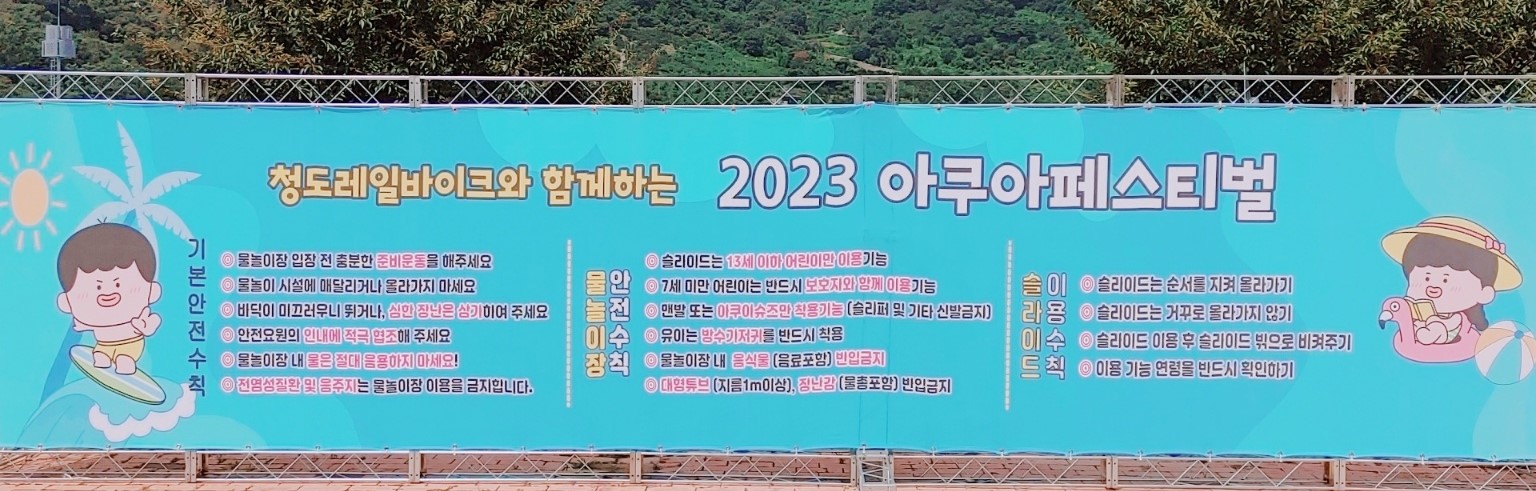 청도레일바이크와 함께하는 2023 아쿠아페스티벌
기본안전수칙
◎ 물놀이장 입장 전 충분한 준비운동을 해주세요
◎ 물놀이 시설에 매달리거나 올라가지 마세요
◎ 바닥이 미끄러우니 뛰거나, 심한 장난은 삼가하여 주세요
◎ 안전요원의 인내에 적극 협조해 주세요
◎ 물놀이장 내 물은 절대 음용하지 마세요!
◎ 전염성질환 및 음주자는 물놀이장 이용을 금지합니다.
물놀이장
안전수칙
◎ 슬라이드는 13세 이하 어린이만 이용가능
◎ 7세 미만 어린이는 반드시 보호자와 함께 이용가능
◎ 맨발 또는 아쿠아슈즈만 착용가능 (슬리퍼 및 기타 신발금지)
◎ 유아는 방수기저귀를 반드시 착용
◎ 물놀이장 내 음식물 (음료포함) 반입금지
◎ 대형튜브 (지름1m이상), 장난감 (물총포함) 반입금지
슬라이드
이용수칙
◎ 슬라이드는 순서를 지켜 올라가기
◎ 슬라이드는 거꾸로 올라가지 않기
◎ 슬라이드 이용 후 슬라이드 밖으로 비켜주기
◎ 이용 가능 연령을 반드시 확인하기